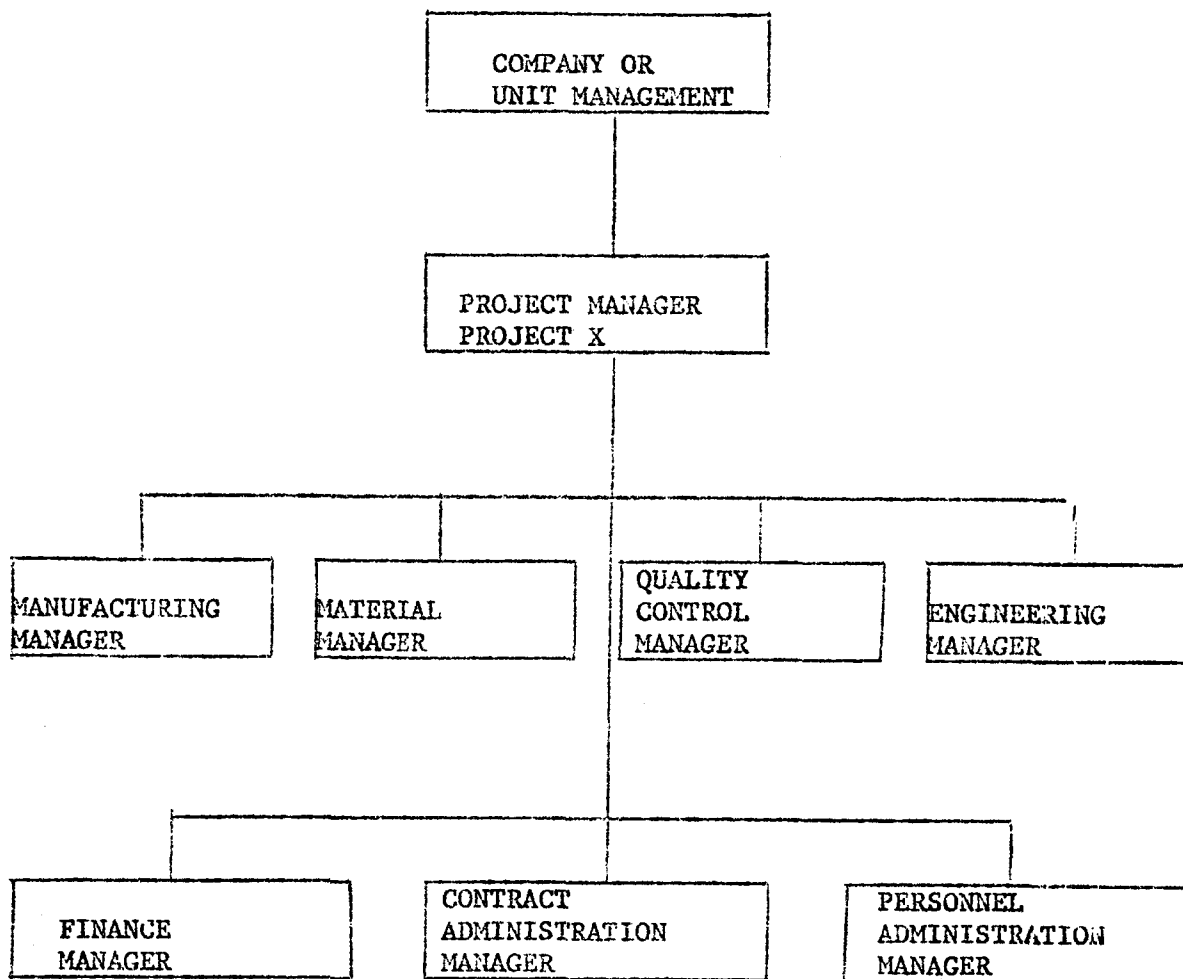 COMPANY OR
UNIT MANAGEMENT
PROJECT MANAGER
PROJECT X
MANUFACTURING
MANAGER
MATERIAL
MANAGER
QUALITY
CONTROL
MANAGER
ENGINEERING
MANAGER
FINANCE
MANAGER
CONTRACT
ADMINISTRATION
MANAGER
PERSONNEL
ADMINISTRATION
MANAGER